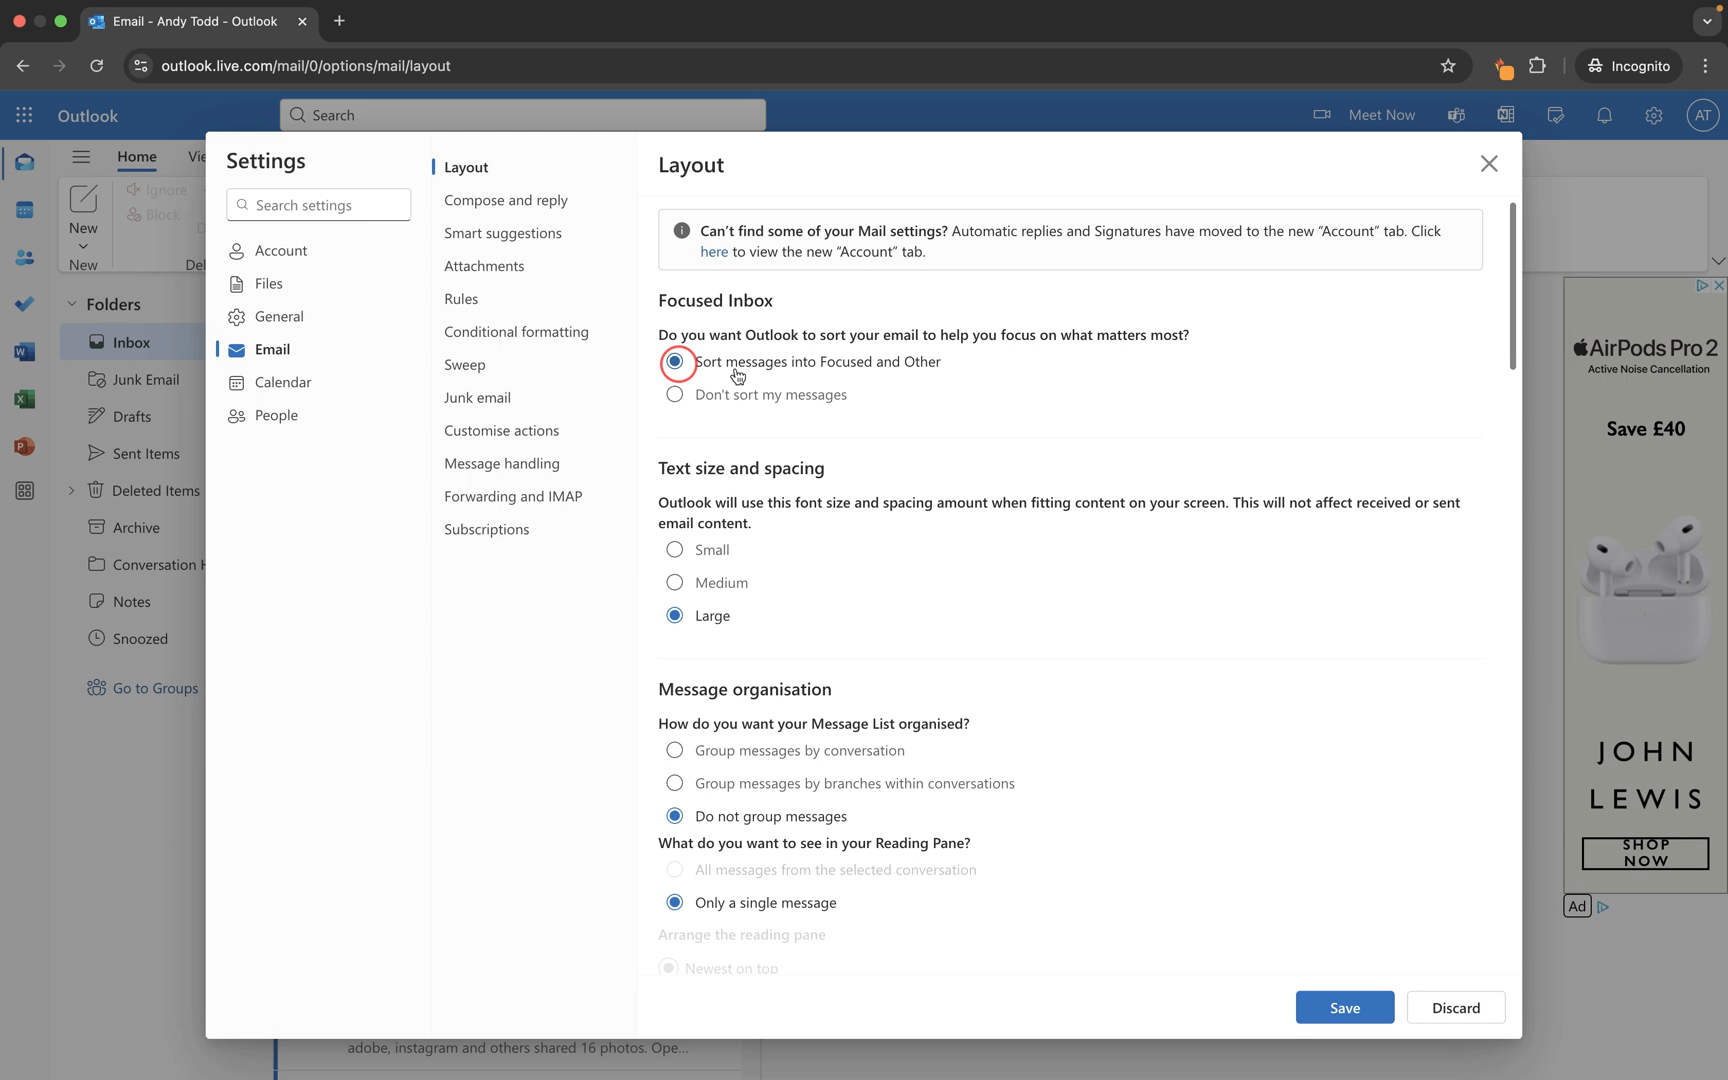 Email - Andy Todd - Outlook
outlook.live.com/mail/0/options/mail/layout
Incognito
Outlook
Search
Meet Now
AT
Home
Vie
Ignore
Block
D
New
New
Del
Folders
Inbox
Junk Email
Drafts
Sent Items
Deleted Items
Archive
Conversation H
Notes
Snoozed
Go to Groups
Settings
Search settings
Account
Files
General
Email
Calendar
People
Layout
Compose and reply
Smart suggestions
Attachments
Rules
Conditional formatting
Sweep
Junk email
Customise actions
Message handling
Forwarding and IMAP
Subscriptions
Layout
Can't find some of your Mail settings? Automatic replies and Signatures have moved to the new “Account” tab. Click
here to view the new “Account” tab.
Focused Inbox
Do you want Outlook to sort your email to help you focus on what matters most?
Sort messages into Focused and Other
Don't sort my messages
Text size and spacing
Outlook will use this font size and spacing amount when fitting content on your screen. This will not affect received or sent
email content.
Small
Medium
Large
Message organisation
How do you want your Message List organised?
Group messages by conversation
Group messages by branches within conversations
Do not group messages
What do you want to see in your Reading Pane?
All messages from the selected conversation
Only a single message
Arrange the reading pane
Newest on top
Save
Discard
adobe, instagram and others shared 16 photos. Ope...
AirPods Pro 2
Active Noise Cancellation
Save £40
JOHN
LEWIS
SHOP
NOW
Ad